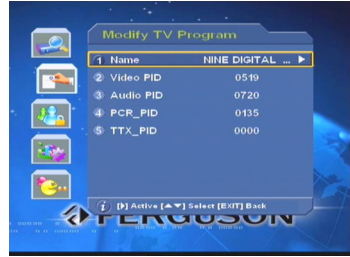 Modify TV Program
1 Name NINE DIGITAL ...
2 Video PID 0519
3 Audio PID 0720
4 PCR_PID 0135
5 TTX_PID 0000
i [▶] Active [▲▼] Select [EXIT] Back
FERGUSON